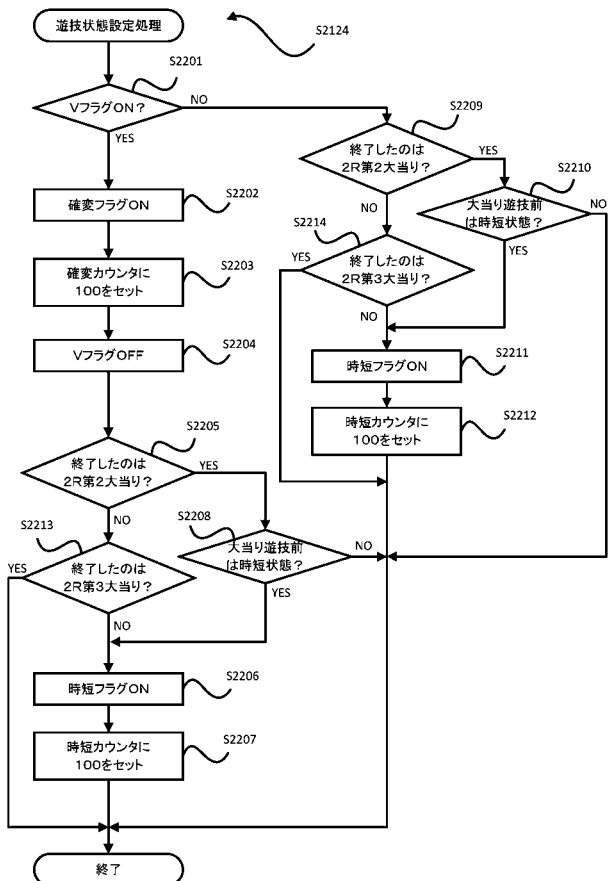 遊技状態設定処理
S2124
S2201
VフラグON?
NO
YES
S2202
確変フラグON
S2203
確変カウンタに
100をセット
S2204
VフラグOFF
S2205
終了したのは
2R第2大当り?
YES
NO
S2208
大当り遊技前
は時短状態?
NO
YES
S2213
終了したのは
2R第3大当り?
YES
NO
S2206
時短フラグON
S2207
時短カウンタに
100をセット
S2209
終了したのは
2R第2大当り?
YES
NO
S2210
大当り遊技前
は時短状態?
NO
YES
S2214
終了したのは
2R第3大当り?
YES
NO
S2211
時短フラグON
S2212
時短カウンタに
100をセット
終了